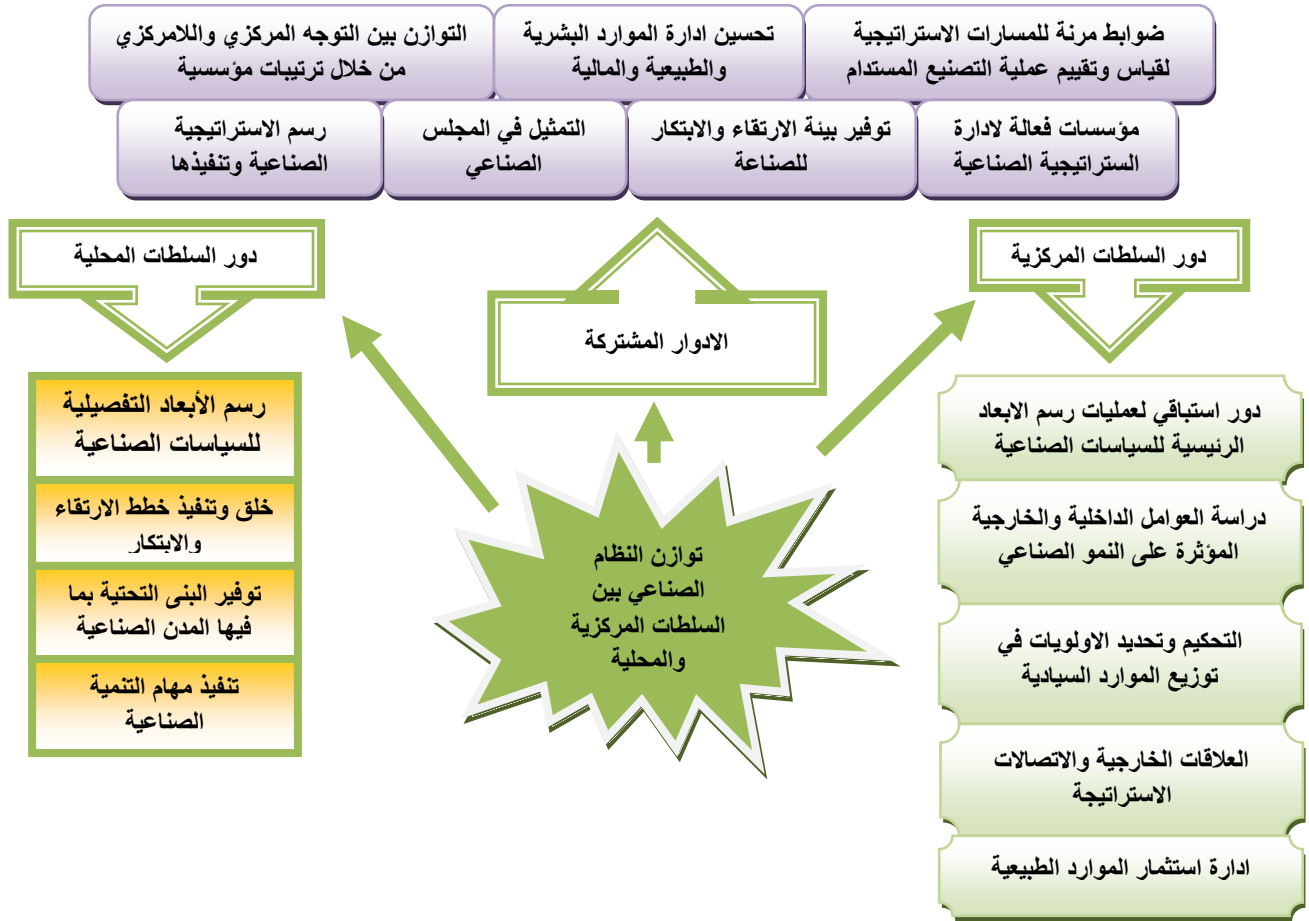 ضوابط مرنة للمسارات الاستراتيجية
لقياس وتقييم عملية التصنيع المستدام
تحسين ادارة الموارد البشرية
والطبيعية والمالية
التوازن بين التوجه المركزي واللامركزي
من خلال ترتيبات مؤسسية
مؤسسات فعالة لادارة
الستراتيجية الصناعية
توفير بيئة الارتقاء والابتكار
للصناعة
التمثيل في المجلس
الصناعي
رسم الاستراتيجية
الصناعية وتنفيذها
دور السلطات المركزية
الادوار المشتركة
دور السلطات المحلية
دور استباقي لعمليات رسم الابعاد
الرئيسية للسياسات الصناعية
دراسة العوامل الداخلية والخارجية
المؤثرة على النمو الصناعي
التحكيم وتحديد الاولويات في
توزيع الموارد السيادية
العلاقات الخارجية والاتصالات
الاستراتيجة
ادارة استثمار الموارد الطبيعية
توازن النظام
الصناعي بين
السلطات المركزية
والمحلية
رسم الأبعاد التفصيلية
للسياسات الصناعية
خلق وتنفيذ خطط الارتقاء
والابتكار
توفير البنى التحتية بما
فيها المدن الصناعية
تنفيذ مهام التنمية
الصناعية